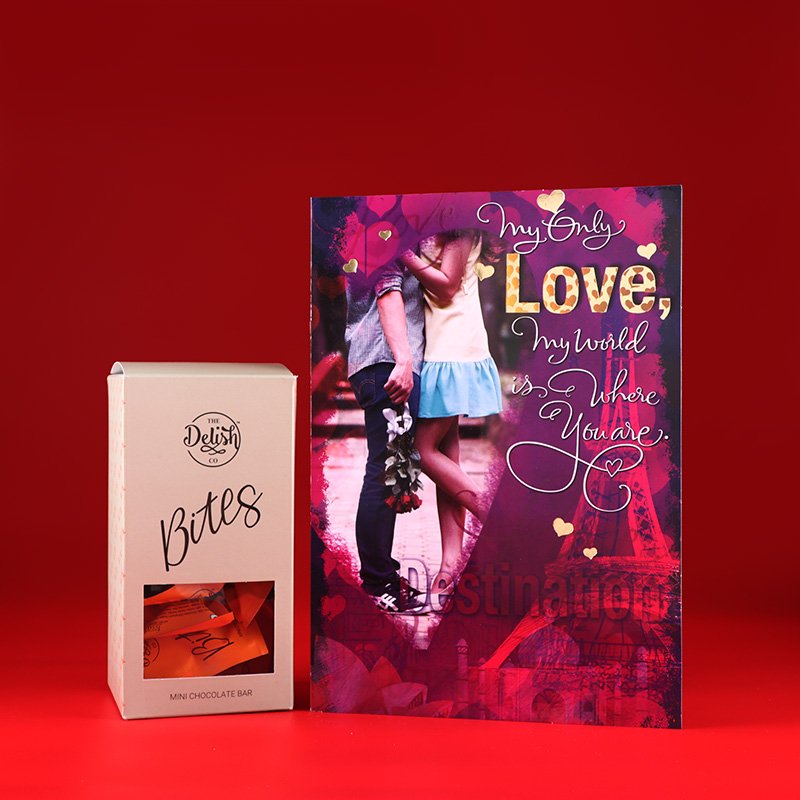 THE
Delish
CO
Bites
MINI CHOCOLATE BAR
My Only
Love,
My World
is Where
You are.
Destination